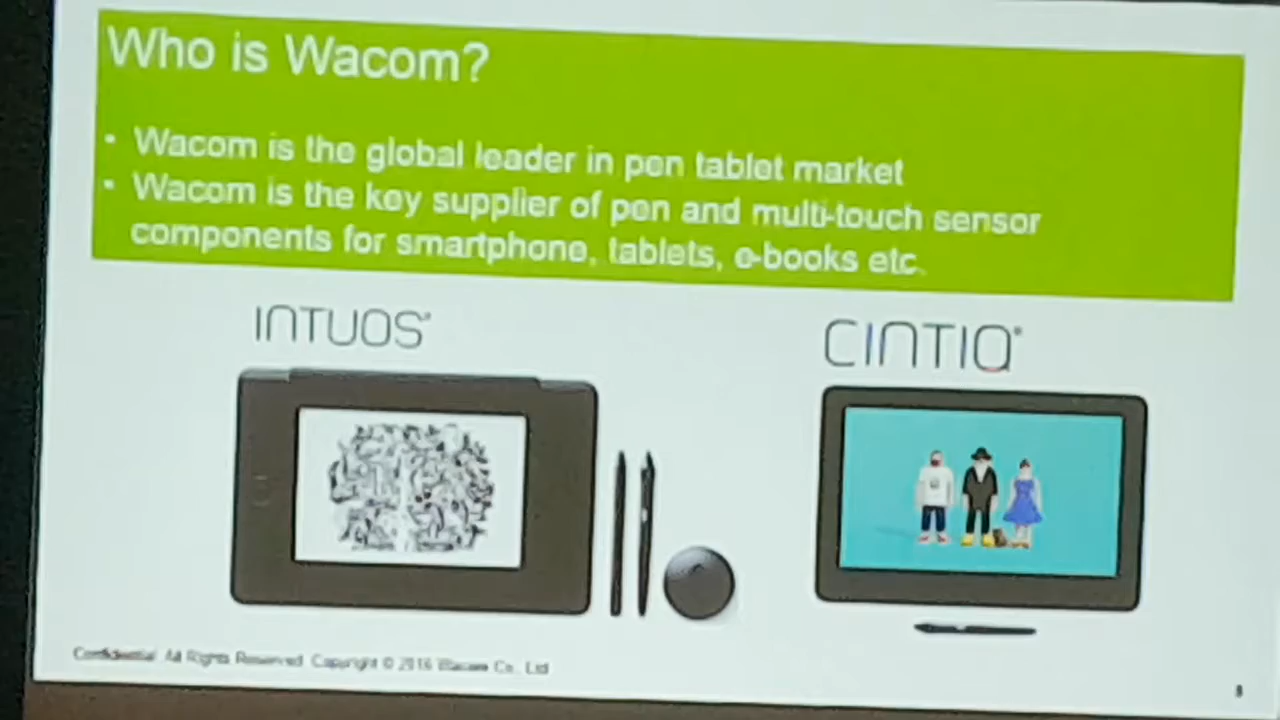 Who is Wacom?
• Wacom is the global leader in pen tablet market
• Wacom is the key supplier of pen and multi-touch sensor
components for smartphone, tablets, e-books etc.
INTUOS®
CINTIQ®
Confidential. All Rights Reserved. Copyright © 2016 Wacom Co., Ltd